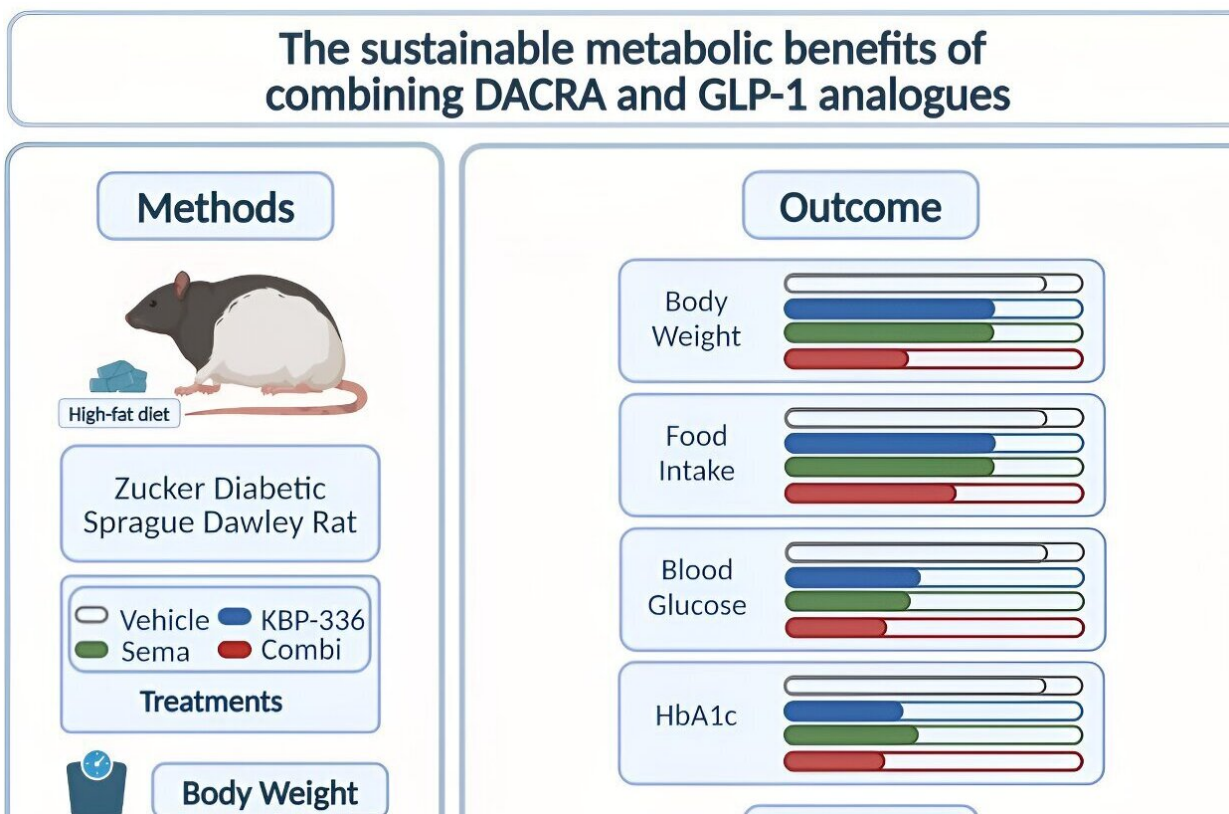 The sustainable metabolic benefits of
combining DACRA and GLP-1 analogues
Methods
High-fat diet
Zucker Diabetic
Sprague Dawley Rat
Vehicle KBP-336
Sema Combi
Treatments
Body Weight
Outcome
Body
Weight
Food
Intake
Blood
Glucose
HbA1c